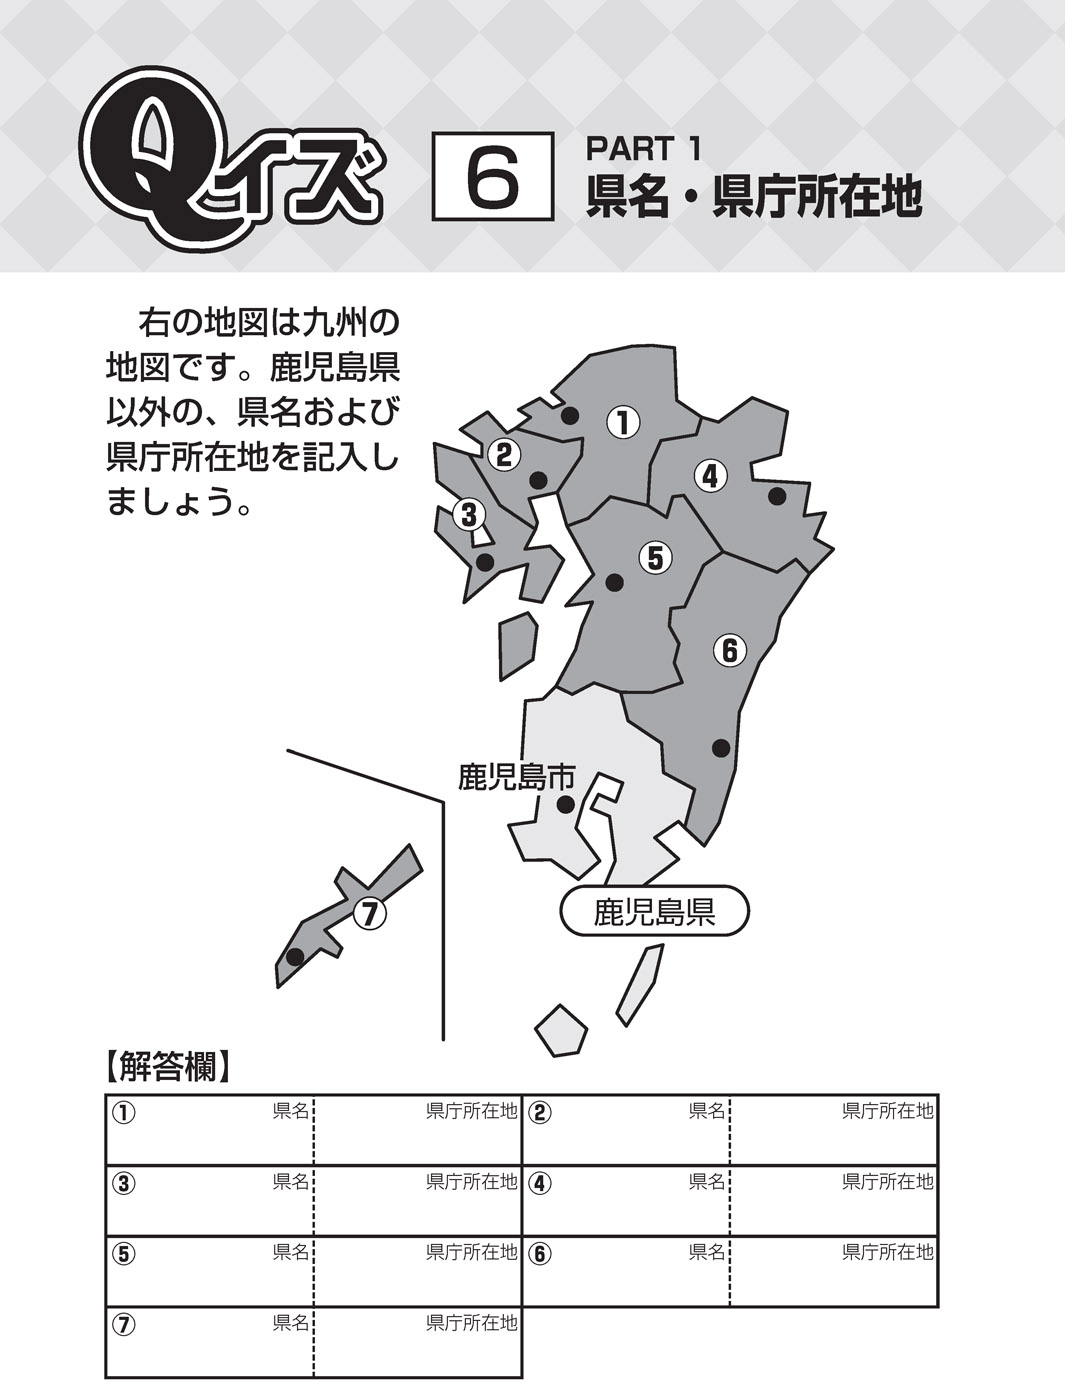 Qイズ
6
PART 1
県名・県庁所在地
右の地図は九州の
地図です。鹿児島県
以外の、県名および
県庁所在地を記入し
ましょう。
①
②
③
④
⑤
⑥
鹿児島市
⑦
鹿児島県
【解答欄】
① 県名 県庁所在地 ② 県名 県庁所在地
③ 県名 県庁所在地 ④ 県名 県庁所在地
⑤ 県名 県庁所在地 ⑥ 県名 県庁所在地
⑦ 県名 県庁所在地